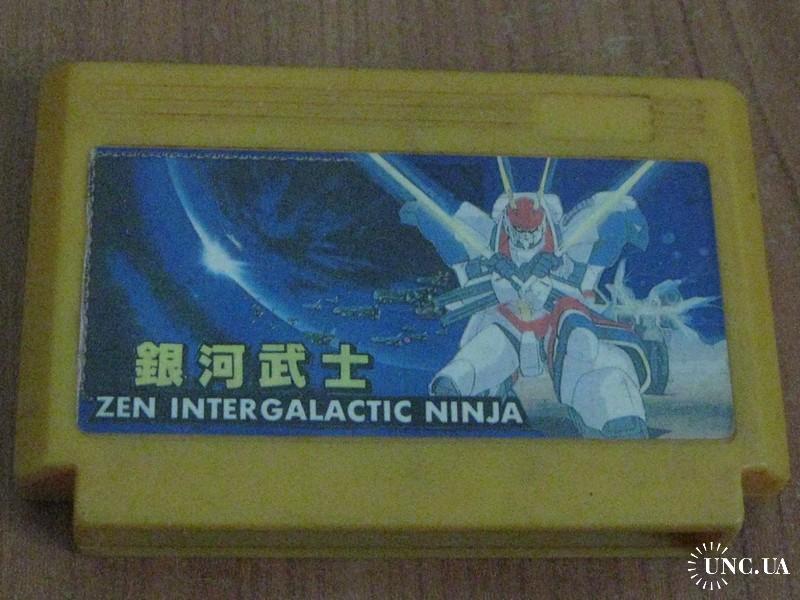 銀河武士
ZEN INTERGALACTIC NINJA
UNC.UA